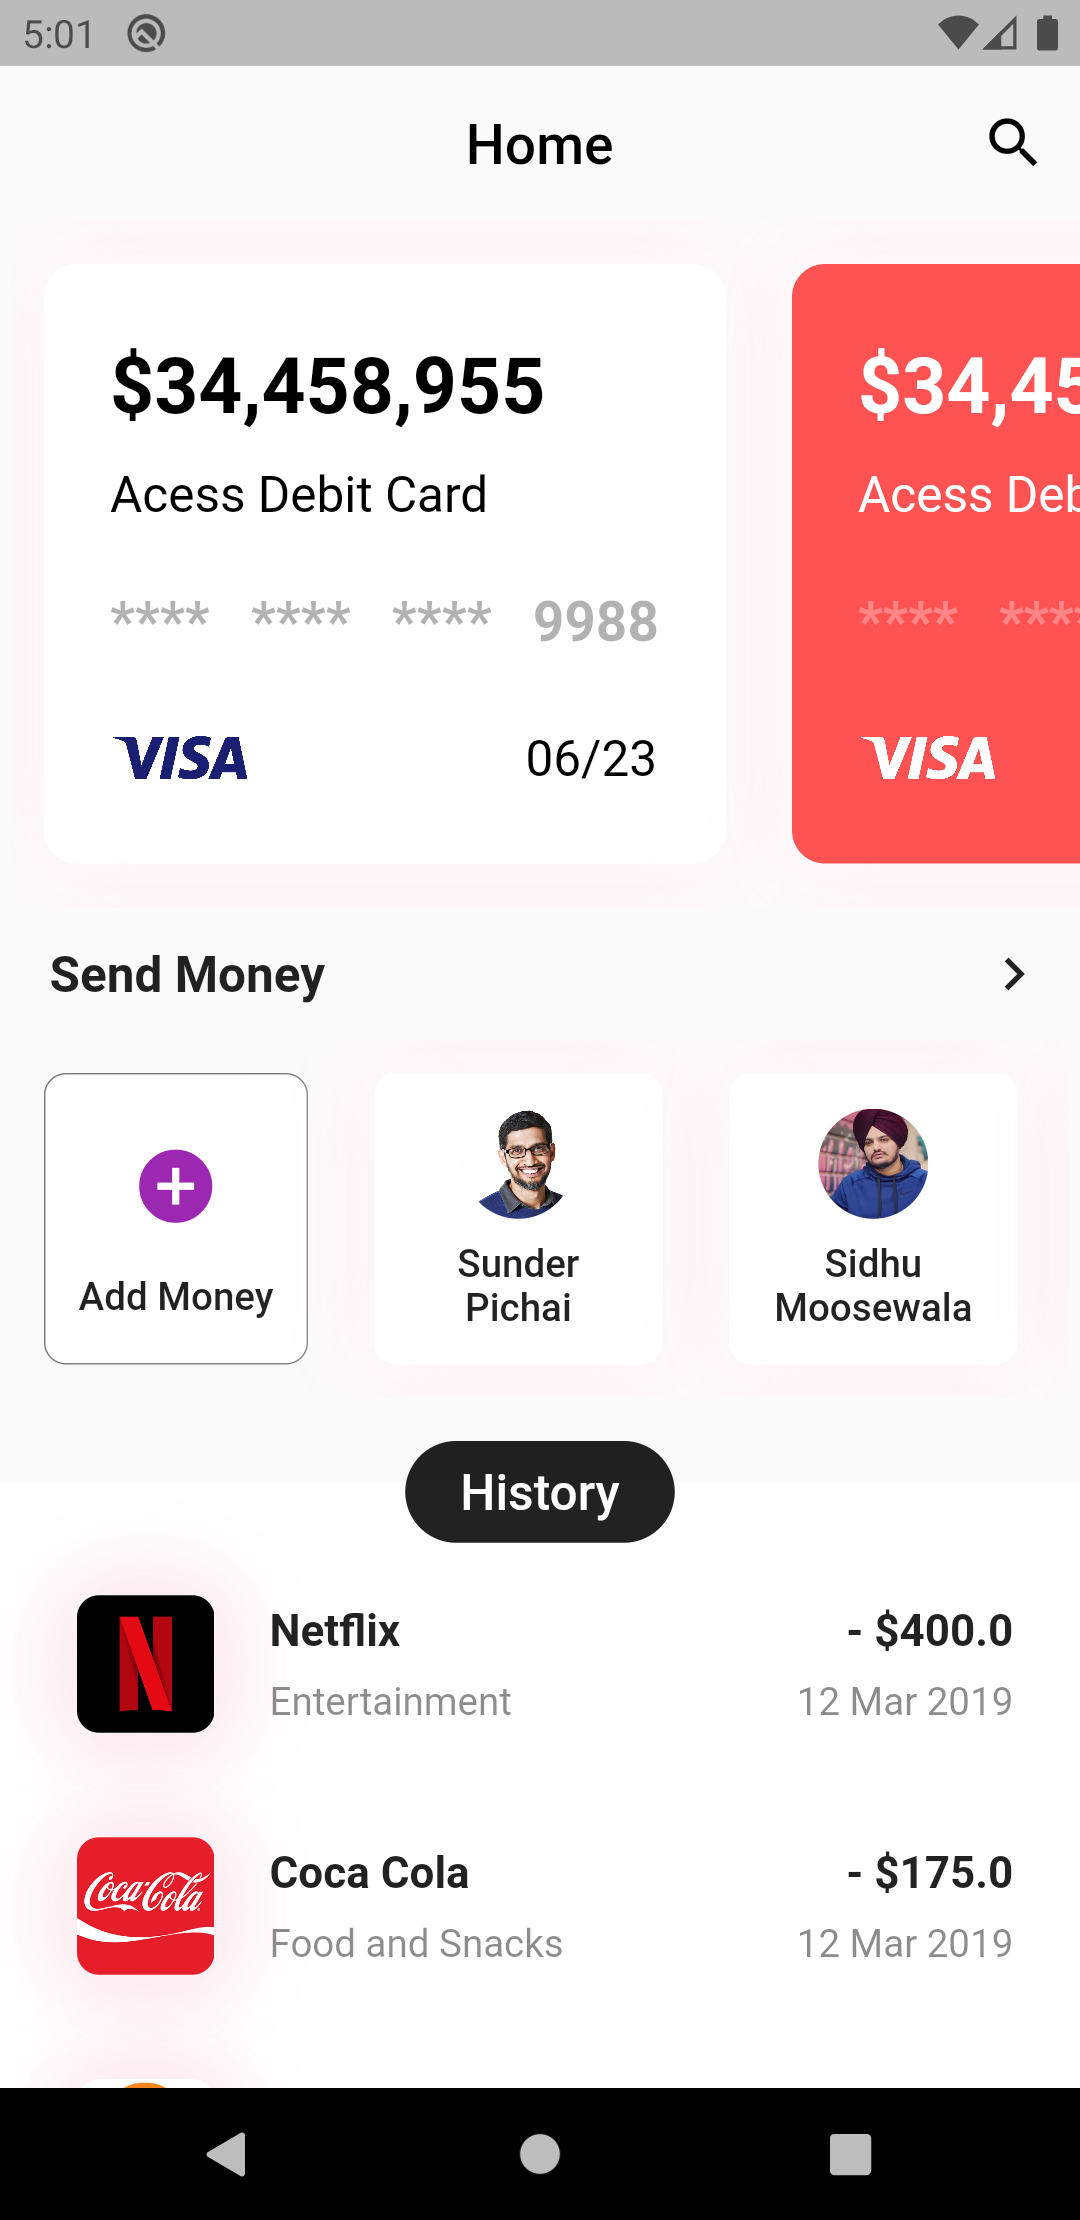 5:01
Home
$34,458,955
Acess Debit Card
**** **** **** 9988
VISA
06/23
$34,45
Acess Deb
**** ****
VISA
Send Money
Add Money
Sunder
Pichai
Sidhu
Moosewala
History
Netflix
- $400.0
Entertainment
12 Mar 2019
Coca-Cola
Coca Cola
- $175.0
Food and Snacks
12 Mar 2019